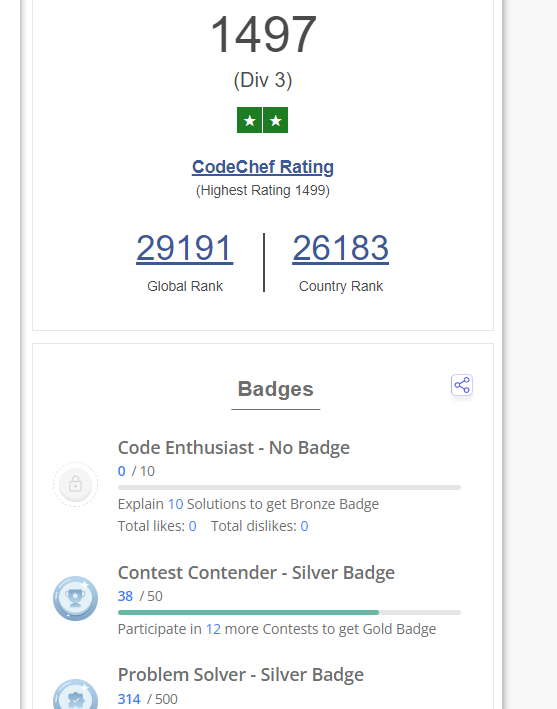 1497
(Div 3)
★★
CodeChef Rating
(Highest Rating 1499)
29191 26183
Global Rank Country Rank
Badges
Code Enthusiast - No Badge
0 / 10
Explain 10 Solutions to get Bronze Badge
Total likes: 0 Total dislikes: 0
Contest Contender - Silver Badge
38 / 50
Participate in 12 more Contests to get Gold Badge
Problem Solver - Silver Badge
314 / 500